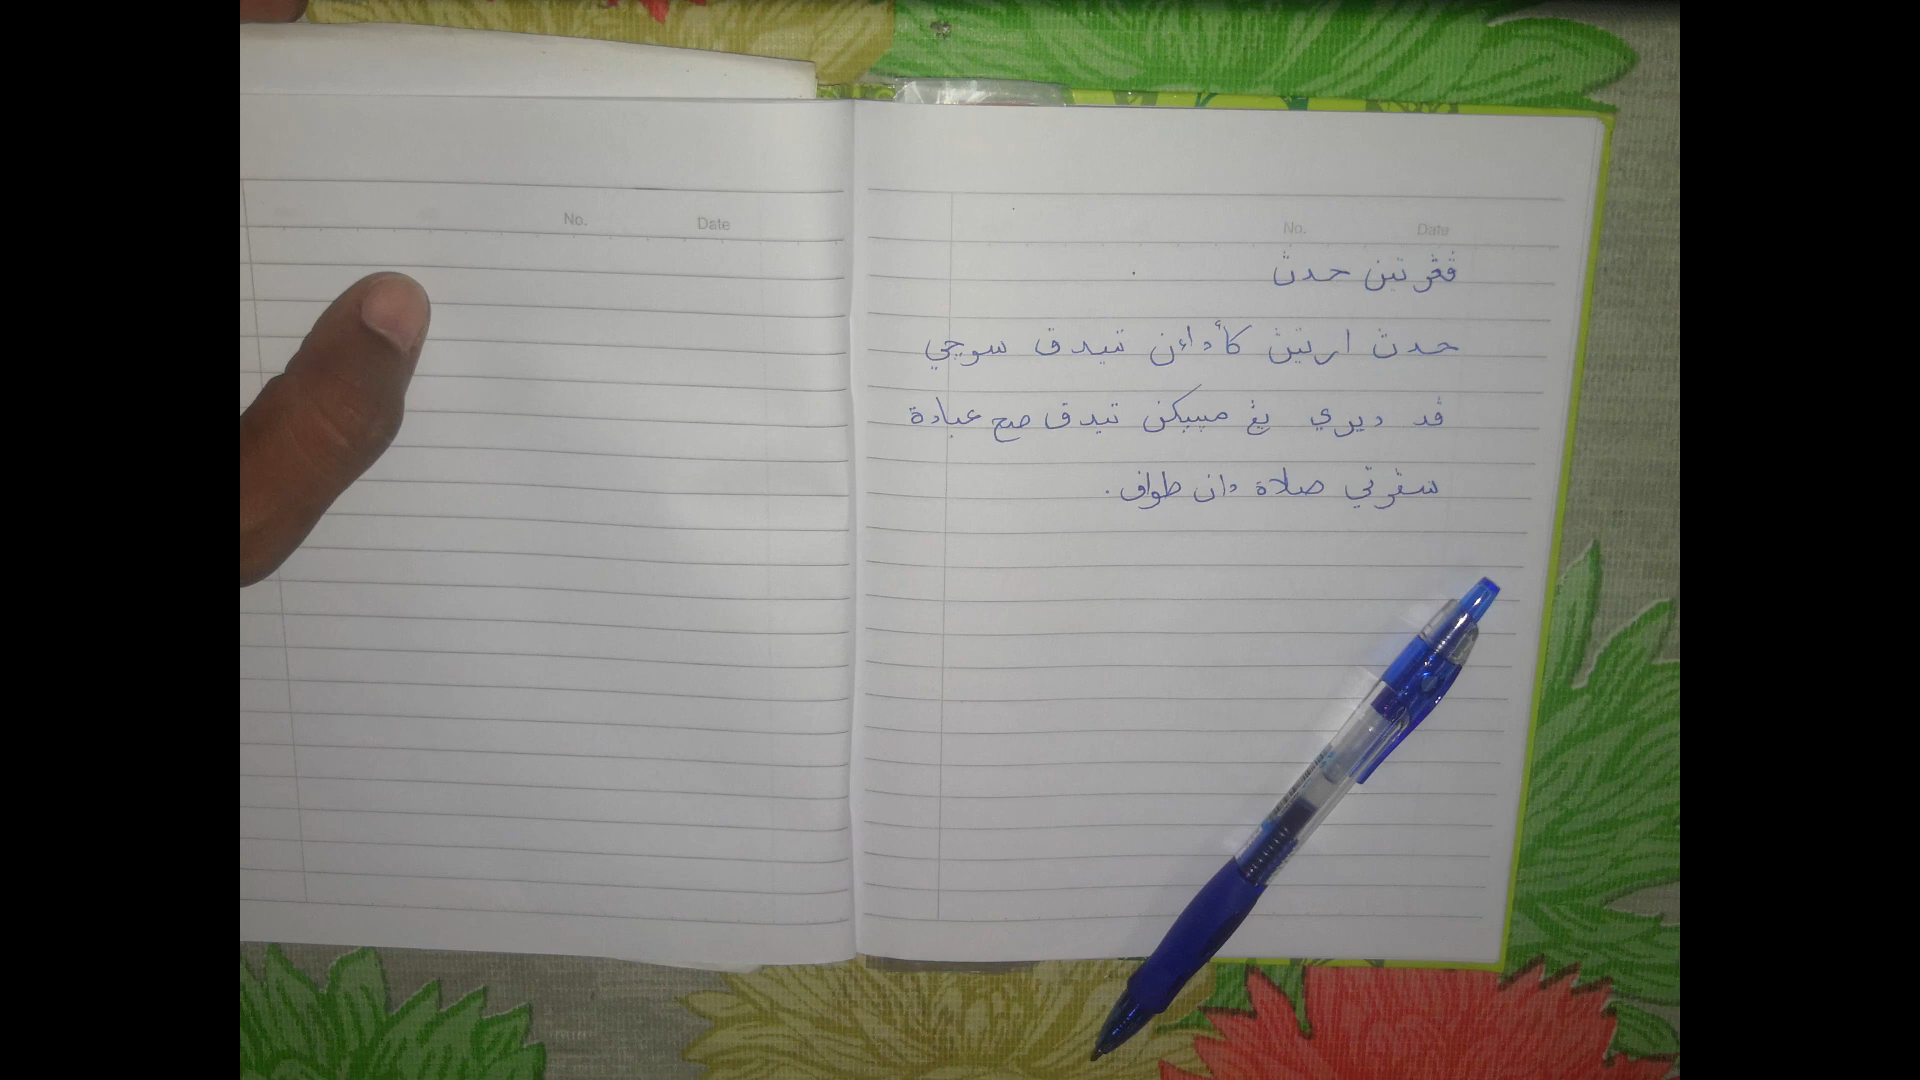 No. Date
No. Date
ڤڠرتين حدث
حدث ارتيڽ كأداءن تيدق سوچي
ڤد ديري يڠ مڽببكن تيدق صح عبادة
سڤرتي صلاة دان طواف.